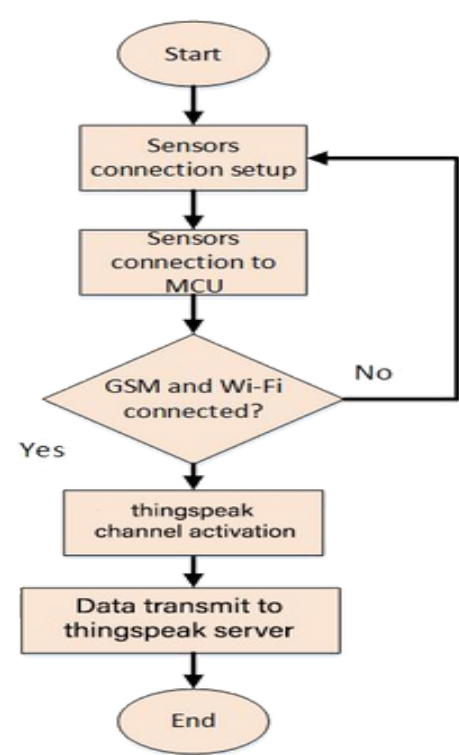 Start
Sensors
connection setup
Sensors
connection to
MCU
GSM and Wi-Fi
connected?
No
Yes
thingspeak
channel activation
Data transmit to
thingspeak server
End